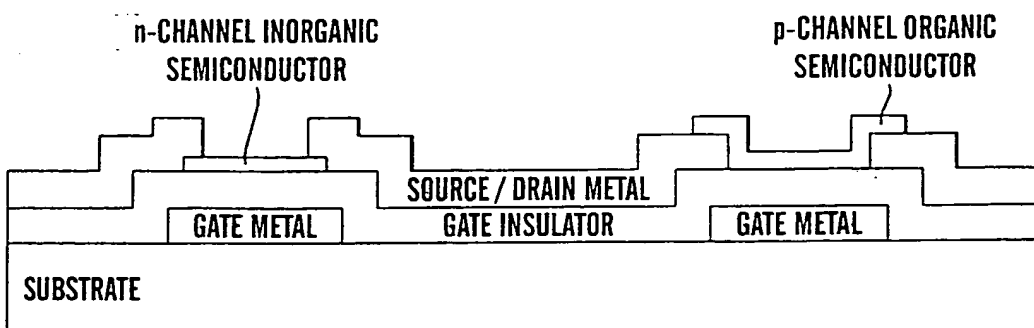 n-CHANNEL INORGANIC
SEMICONDUCTOR
p-CHANNEL ORGANIC
SEMICONDUCTOR
SOURCE / DRAIN METAL
GATE METAL
GATE INSULATOR
GATE METAL
SUBSTRATE